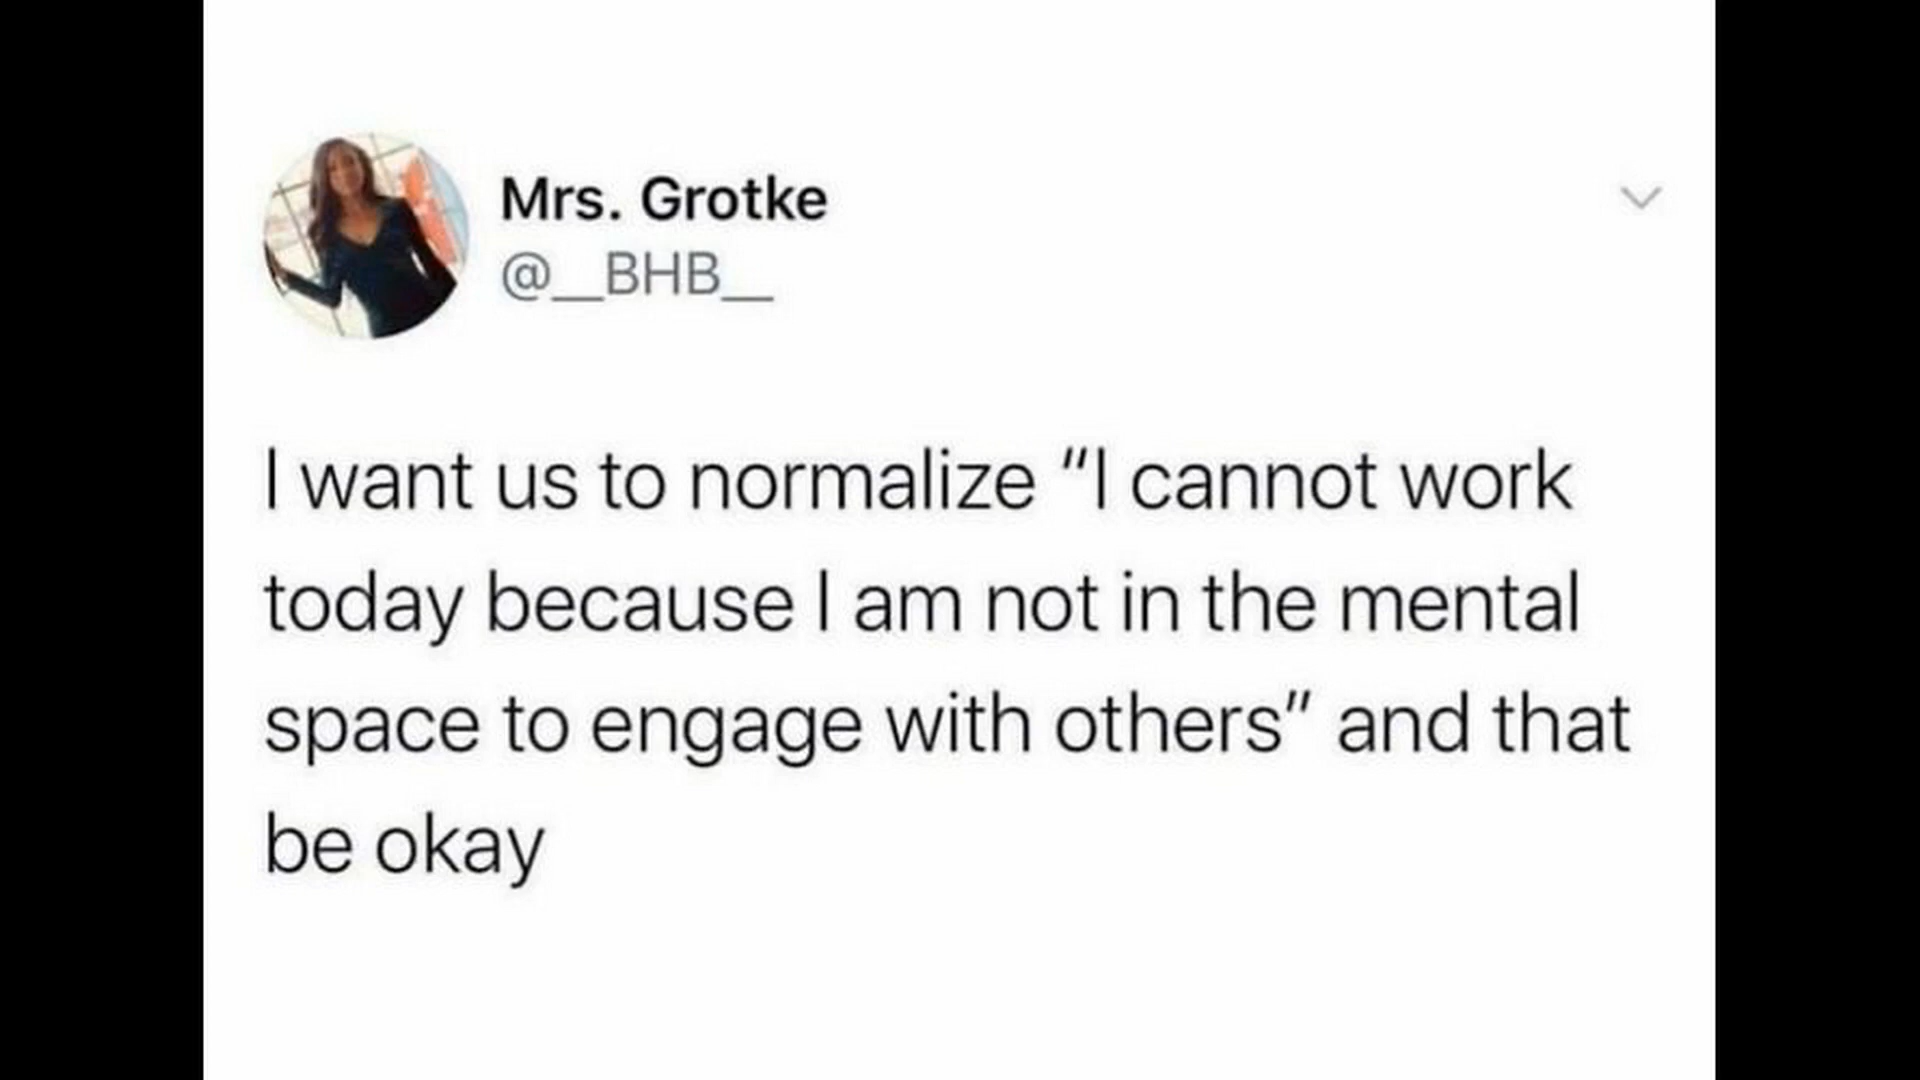 Mrs. Grotke
@__BHB__
I want us to normalize “I cannot work
today because I am not in the mental
space to engage with others” and that
be okay